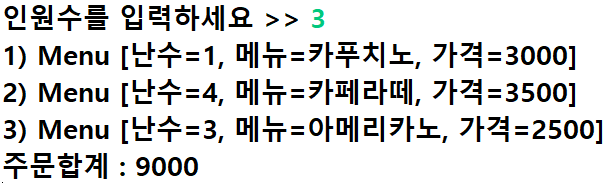 인원수를 입력하세요 >> 3
1) Menu [난수=1, 메뉴=카푸치노, 가격=3000]
2) Menu [난수=4, 메뉴=카페라떼, 가격=3500]
3) Menu [난수=3, 메뉴=아메리카노, 가격=2500]
주문합계 : 9000